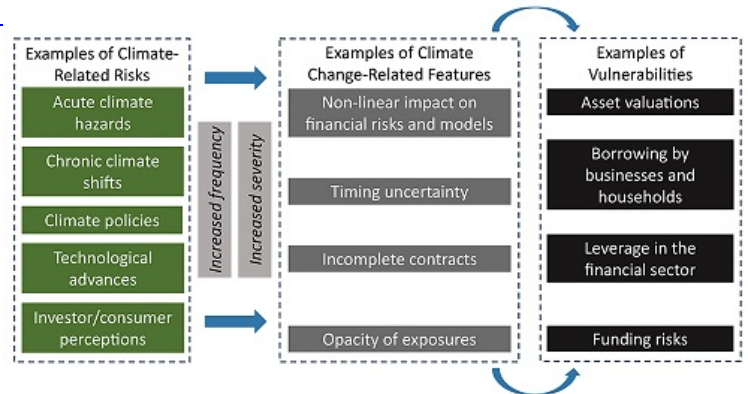 Examples of Climate-
Related Risks
Acute climate
hazards
Chronic climate
shifts
Climate policies
Technological
advances
Investor/consumer
perceptions
Increased frequency
Increased severity
Examples of Climate
Change-Related Features
Non-linear impact on
financial risks and models
Timing uncertainty
Incomplete contracts
Opacity of exposures
Examples of
Vulnerabilities
Asset valuations
Borrowing by
businesses and
households
Leverage in the
financial sector
Funding risks